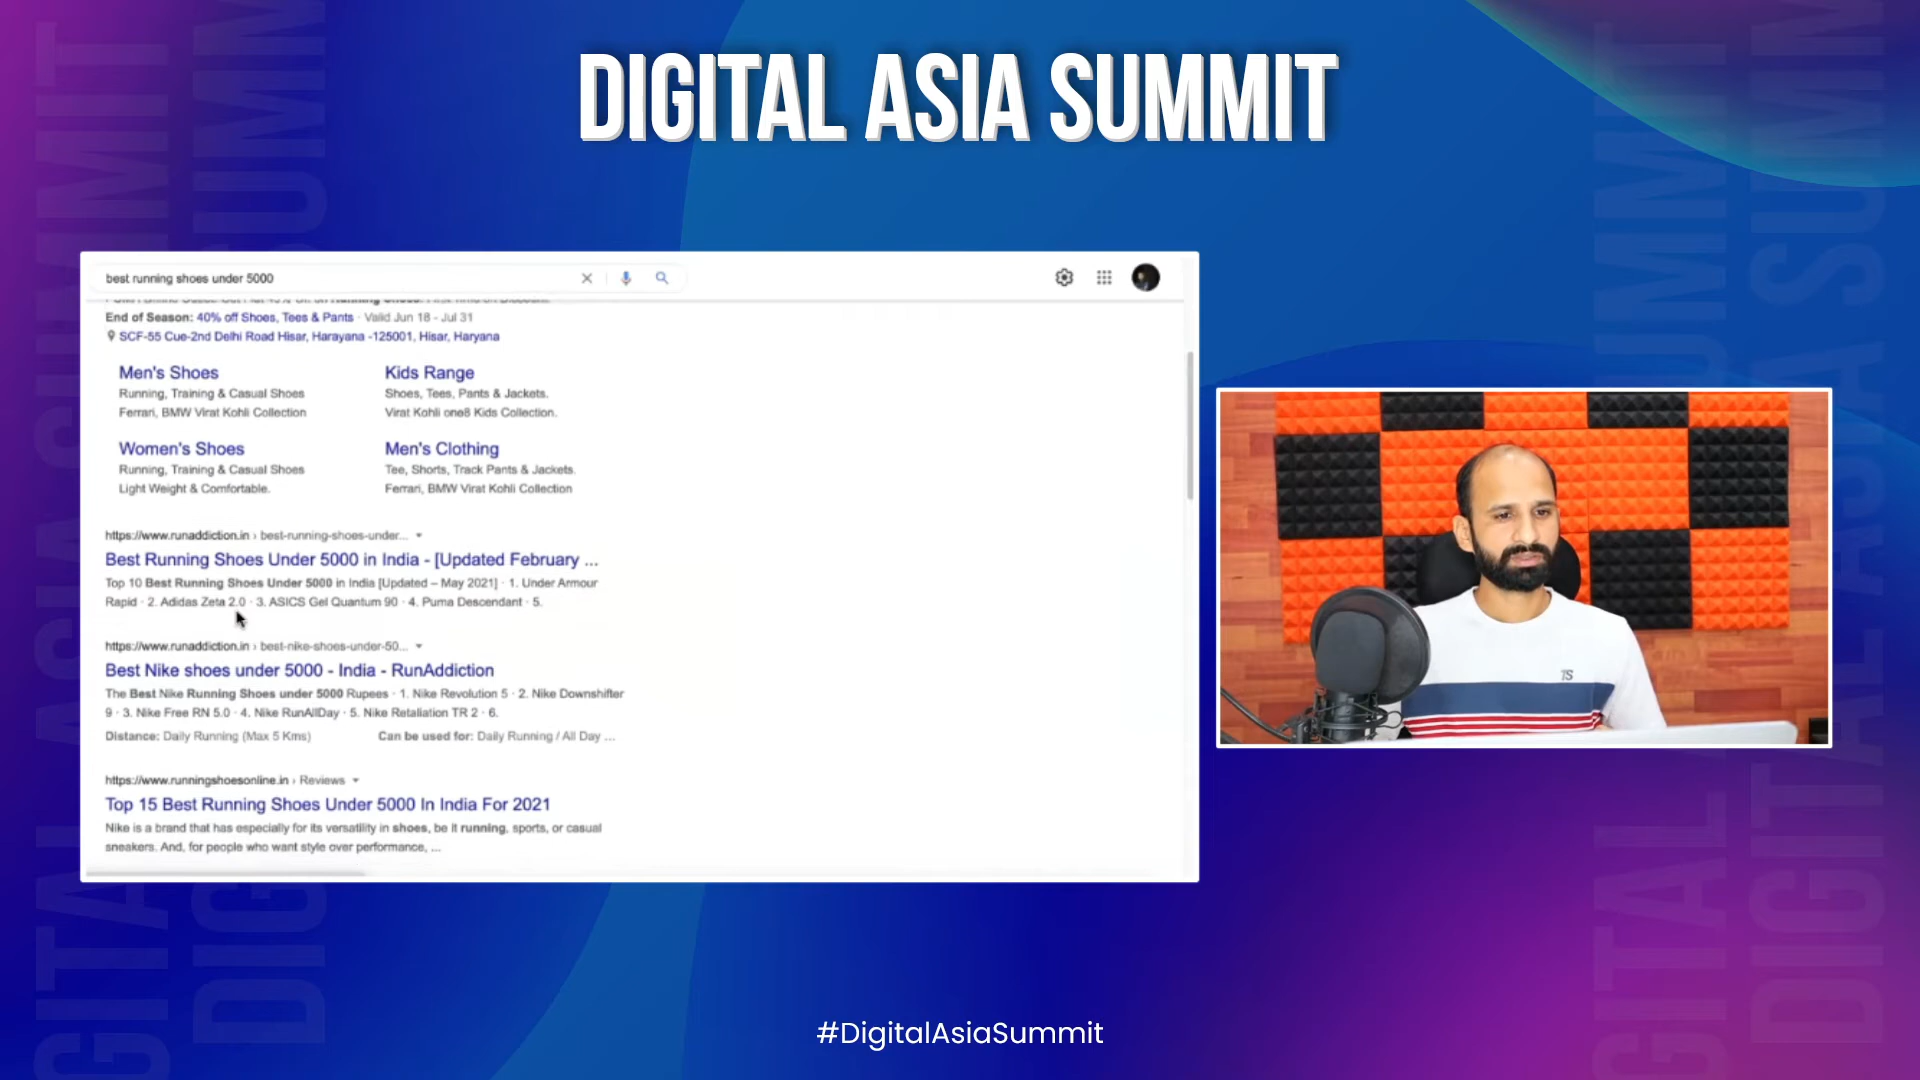 DIGITAL ASIA SUMMIT
best running shoes under 5000
End of Season: 40% off Shoes, Tees & Pants · Valid Jun 18 - Jul 31
SCF-55 Cue-2nd Delhi Road Hisar, Harayana -125001, Hisar, Haryana
Men's Shoes
Running, Training & Casual Shoes
Ferrari, BMW Virat Kohli Collection
Kids Range
Shoes, Tees, Pants & Jackets.
Virat Kohli one8 Kids Collection.
Women's Shoes
Running, Training & Casual Shoes
Light Weight & Comfortable.
Men's Clothing
Tee, Shorts, Track Pants & Jackets.
Ferrari, BMW Virat Kohli Collection
https://www.runaddiction.in › best-running-shoes-under...
Best Running Shoes Under 5000 in India - [Updated February ...
Top 10 Best Running Shoes Under 5000 in India [Updated – May 2021] · 1. Under Armour
Rapid · 2. Adidas Zeta 2.0 · 3. ASICS Gel Quantum 90 · 4. Puma Descendant · 5.
https://www.runaddiction.in › best-nike-shoes-under-50...
Best Nike shoes under 5000 - India - RunAddiction
The Best Nike Running Shoes under 5000 Rupees · 1. Nike Revolution 5 · 2. Nike Downshifter
9 · 3. Nike Free RN 5.0 · 4. Nike RunAllDay · 5. Nike Retaliation TR 2 · 6.
Distance: Daily Running (Max 5 Kms)
Can be used for: Daily Running / All Day ...
https://www.runningshoesonline.in › Reviews
Top 15 Best Running Shoes Under 5000 In India For 2021
Nike is a brand that has especially for its versatility in shoes, be it running, sports, or casual
sneakers. And, for people who want style over performance, ...
#DigitalAsiaSummit